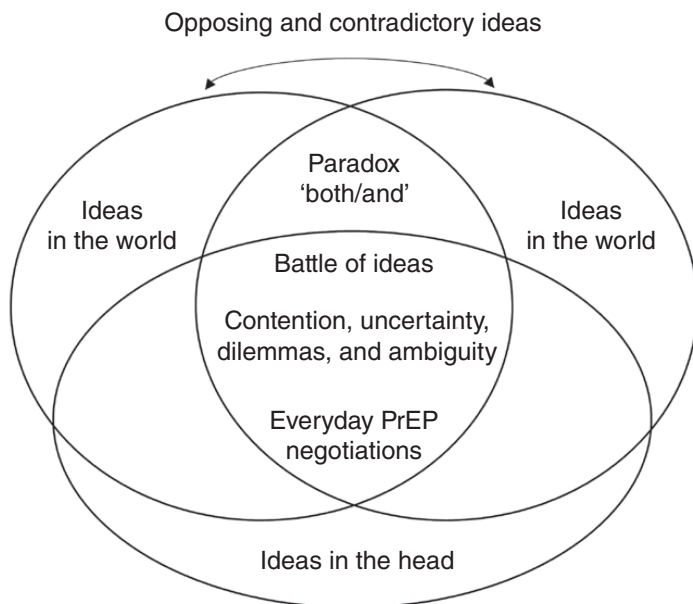 Opposing and contradictory ideas
Paradox
‘both/and’
Ideas
in the world
Ideas
in the world
Battle of ideas
Contention, uncertainty,
dilemmas, and ambiguity
Everyday PrEP
negotiations
Ideas in the head